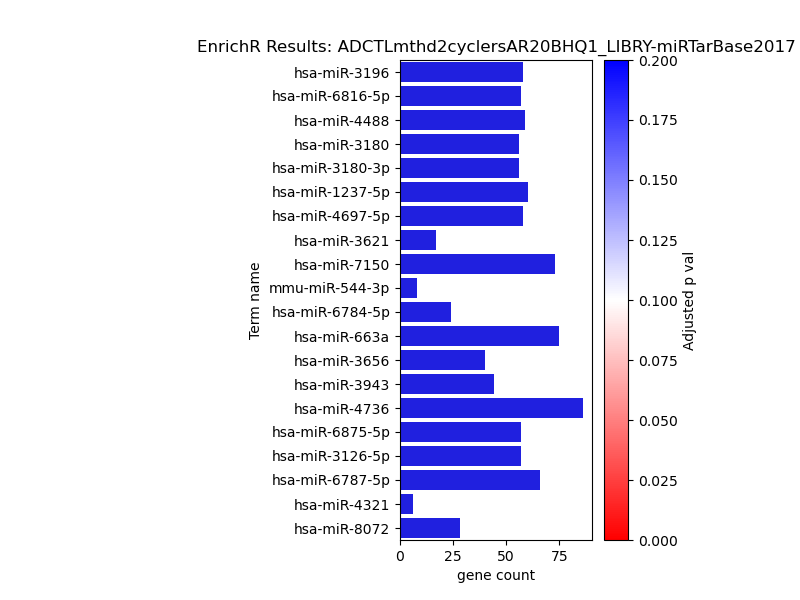 EnrichR Results: ADCTLmthd2cyclersAR20BHQ1_LIBRY-miRTarBase2017
Term name
hsa-miR-3196
hsa-miR-6816-5p
hsa-miR-4488
hsa-miR-3180
hsa-miR-3180-3p
hsa-miR-1237-5p
hsa-miR-4697-5p
hsa-miR-3621
hsa-miR-7150
mmu-miR-544-3p
hsa-miR-6784-5p
hsa-miR-663a
hsa-miR-3656
hsa-miR-3943
hsa-miR-4736
hsa-miR-6875-5p
hsa-miR-3126-5p
hsa-miR-6787-5p
hsa-miR-4321
hsa-miR-8072
0 25 50 75
gene count
0.200
0.175
0.150
0.125
0.100
0.075
0.050
0.025
0.000
Adjusted p val